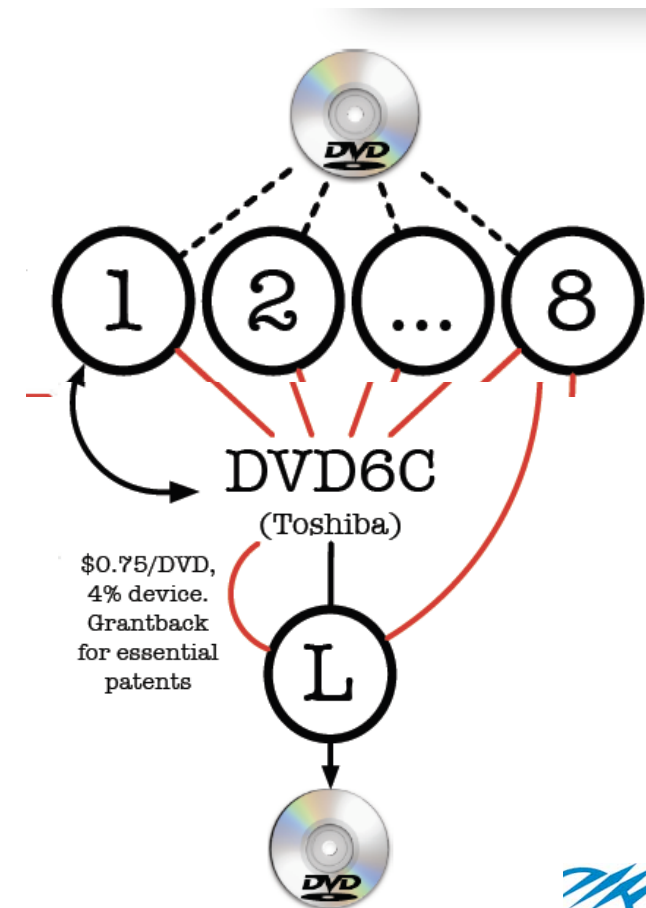 DVD
1
2
...
8
DVD6C
(Toshiba)
$0.75/DVD,
4% device.
Grantback
for essential
patents
L
DVD